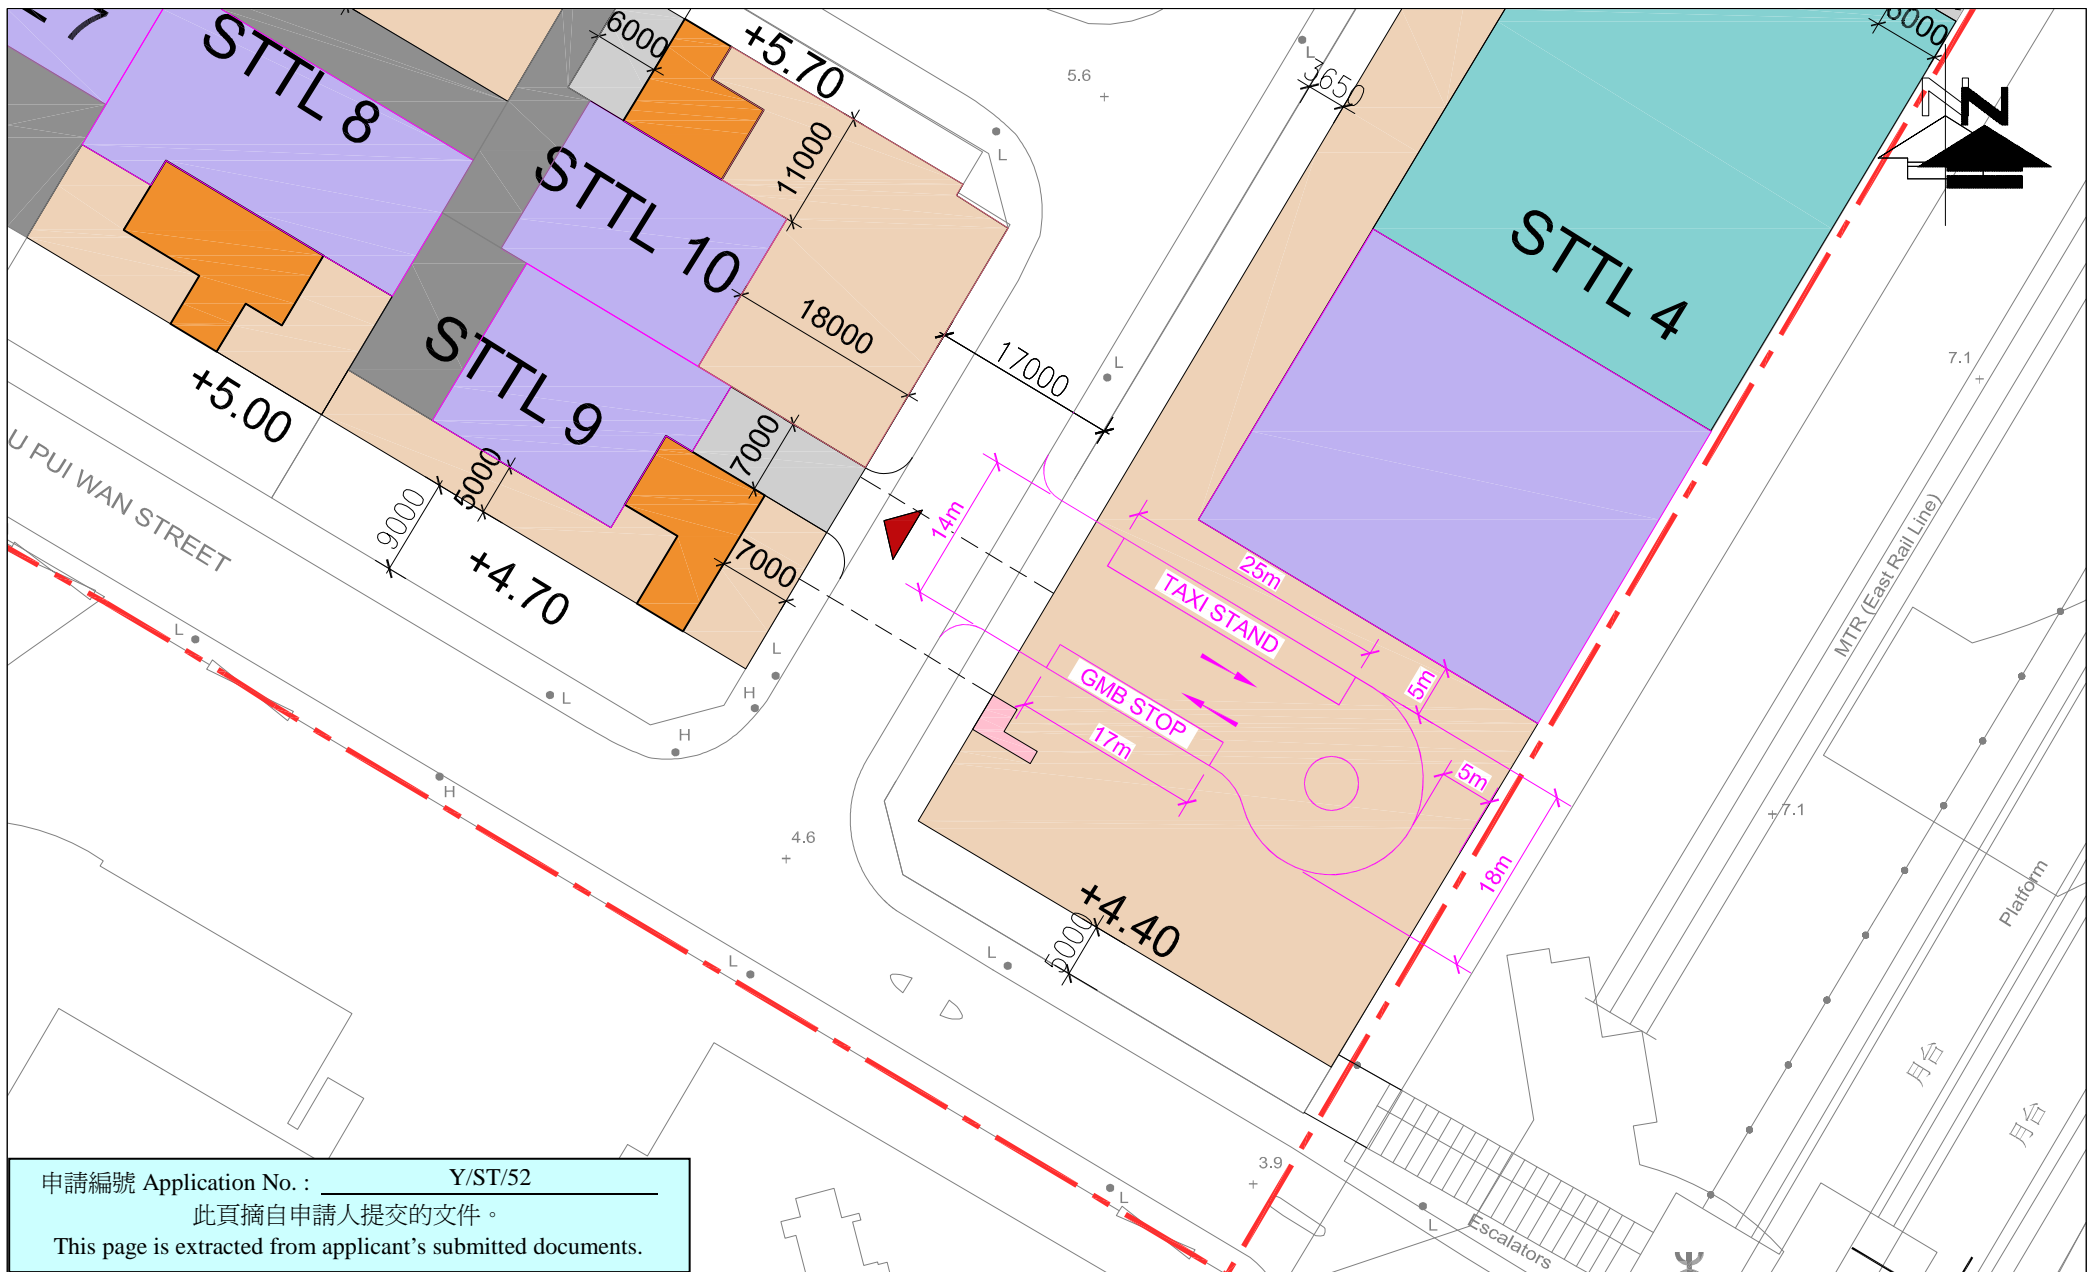 STTL 8
6000
+5.70
11000
STTL 10
18000
STTL 9
7000
5000
9000
+5.00
+4.70
7000
U PUI WAN STREET
17000
3650
6000
N
STTL 4
5.6
7.1
7.1
4.6
3.9
14m
25m
TAXI STAND
GMB STOP
17m
5m
5m
18m
+4.40
5000
MTR (East Rail Line)
Platform
月台
月台
Escalators
L
L
L
L
L
L
H
H
H
L
L
L
L
申請編號 Application No. : Y/ST/52
此頁摘自申請人提交的文件。
This page is extracted from applicant's submitted documents.